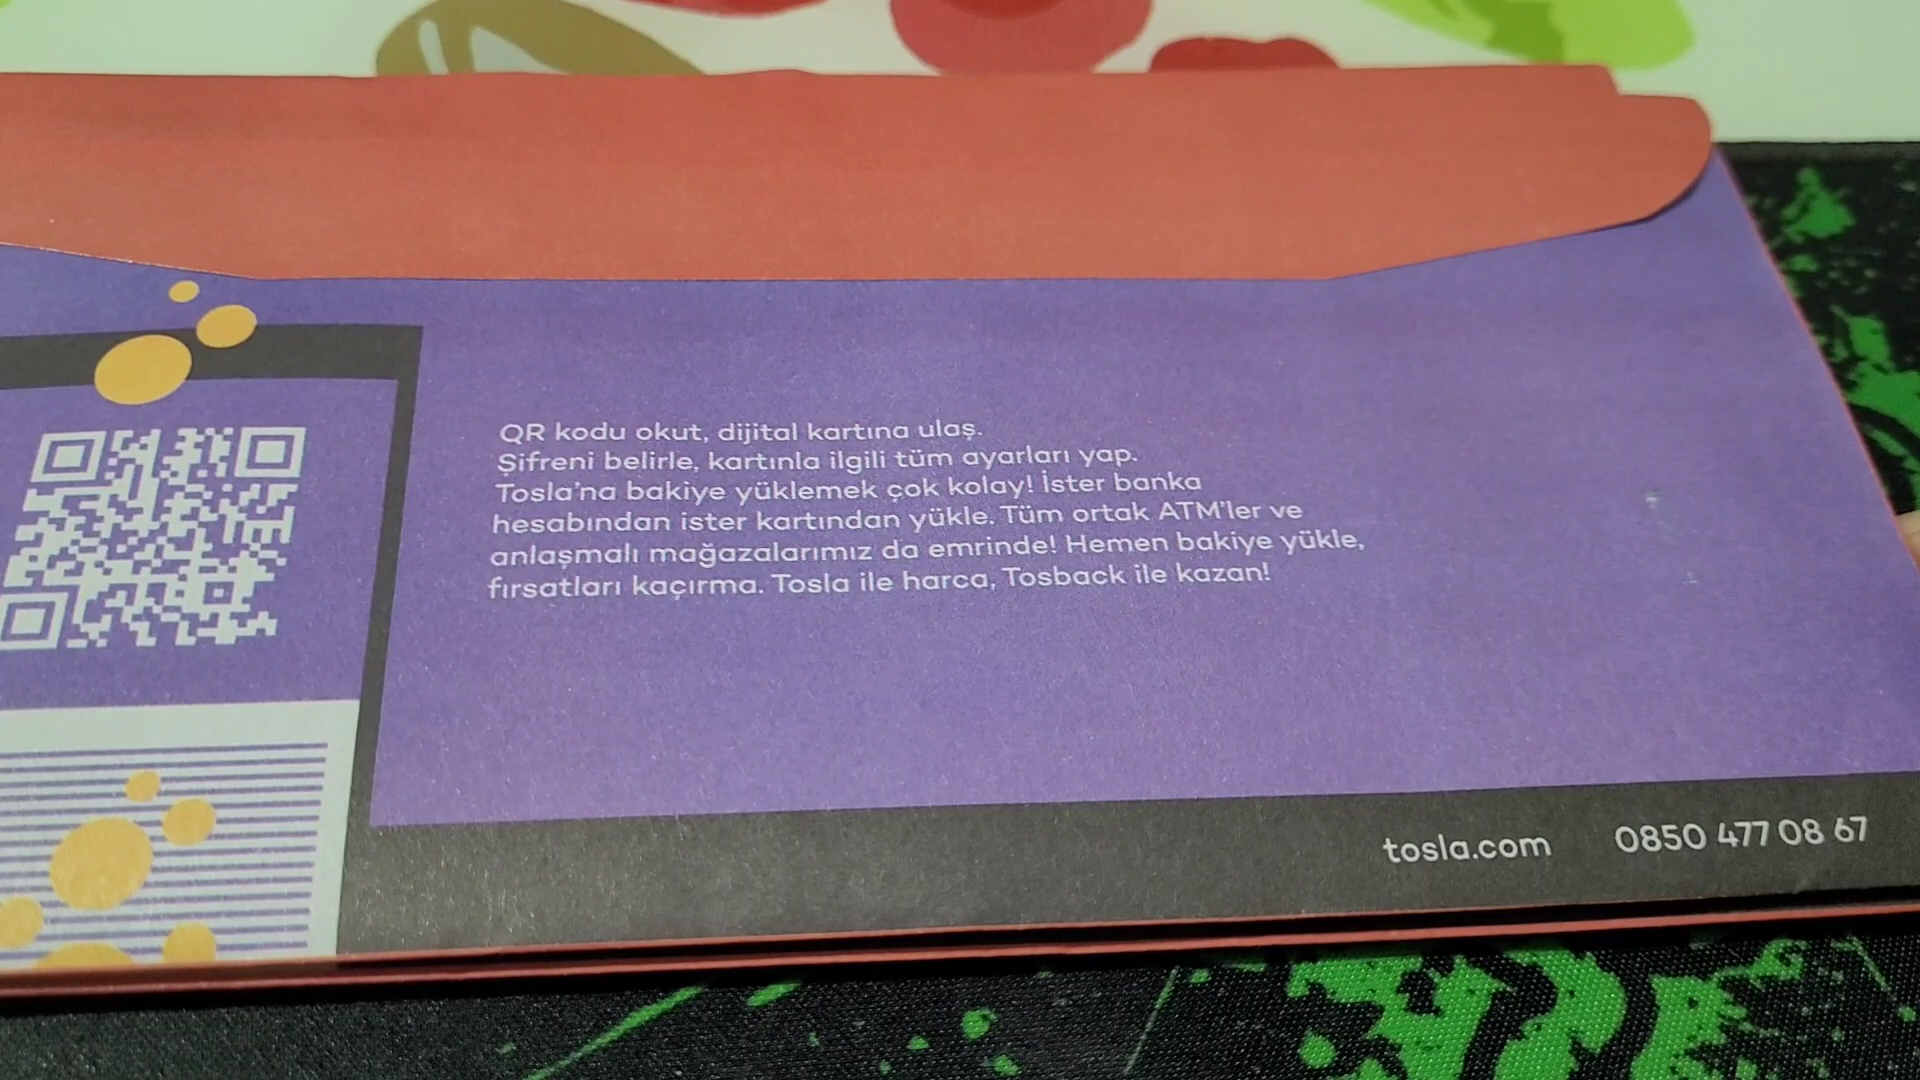 QR kodu okut, dijital kartına ulaş.
Şifreni belirle, kartınla ilgili tüm ayarları yap.
Tosla'na bakiye yüklemek çok kolay! İster banka
hesabından ister kartından yükle. Tüm ortak ATM'ler ve
anlaşmalı mağazalarımız da emrinde! Hemen bakiye yükle,
fırsatları kaçırma. Tosla ile harca, Tosback ile kazan!
tosla.com 0850 477 08 67